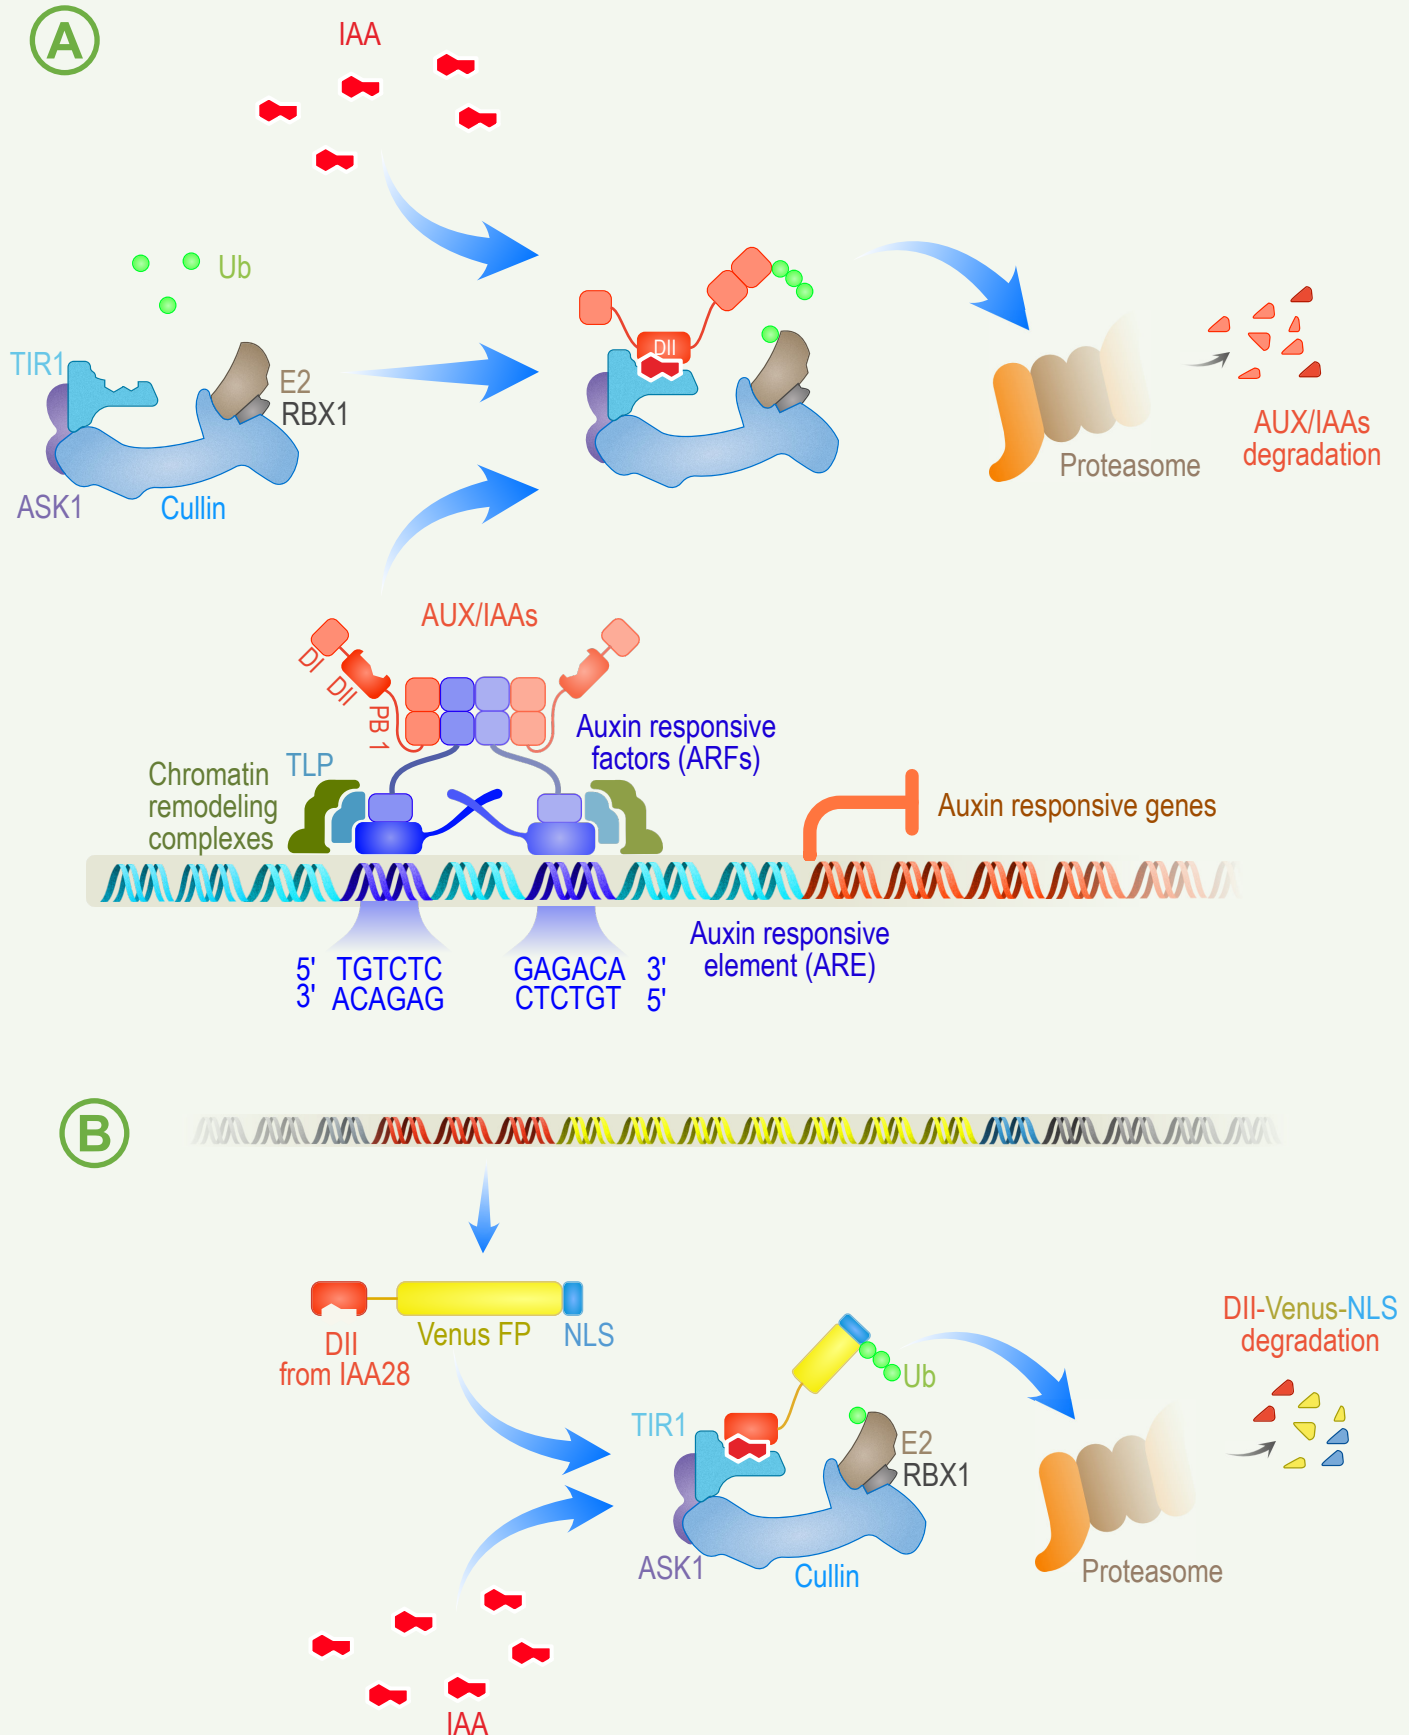 A
IAA
Ub
TIR1
E2
RBX1
ASK1
Cullin
DII
Proteasome
AUX/IAAs
degradation
AUX/IAAs
DI
DII
PB 1
Auxin responsive
factors (ARFs)
TLP
Chromatin
remodeling
complexes
Auxin responsive genes
Auxin responsive
element (ARE)
5' TGTCTC GAGACA 3'
3' ACAGAG CTCTGT 5'
B
DII
from IAA28
Venus FP
NLS
DII-Venus-NLS
degradation
Ub
TIR1
E2
RBX1
ASK1
Cullin
Proteasome
IAA